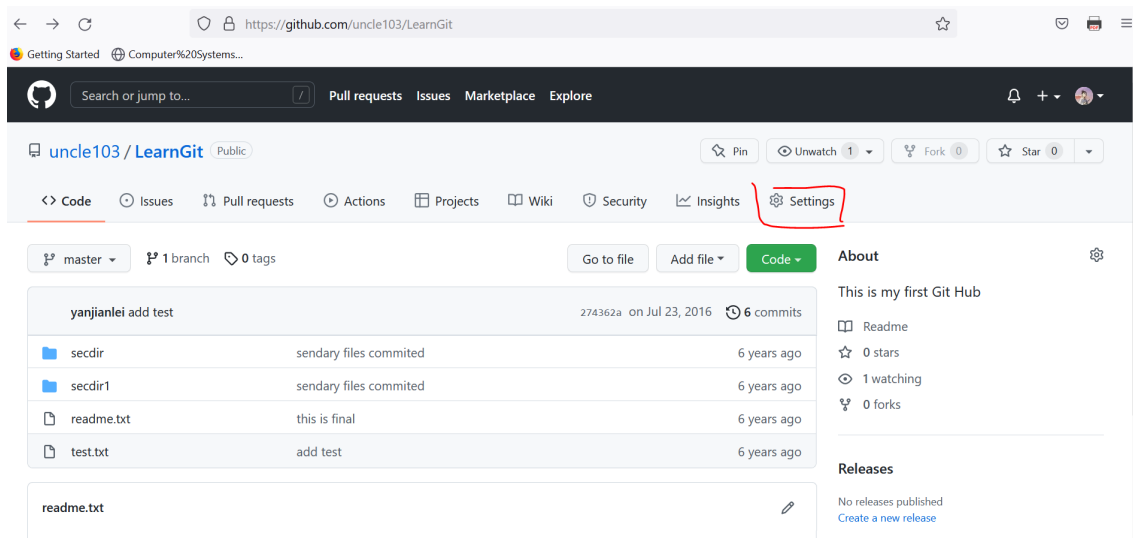 https://github.com/uncle103/LearnGit
Getting Started Computer%20Systems...
Search or jump to... / Pull requests Issues Marketplace Explore
uncle103 / LearnGit Public Pin Unwatch 1 Fork 0 Star 0
Code Issues Pull requests Actions Projects Wiki Security Insights Settings
master 1 branch 0 tags Go to file Add file Code
About
This is my first Git Hub
Readme
0 stars
1 watching
0 forks
yanjianlei add test 274362a on Jul 23, 2016 6 commits
secdir sendary files commited 6 years ago
secdir1 sendary files commited 6 years ago
readme.txt this is final 6 years ago
test.txt add test 6 years ago
Releases
No releases published
Create a new release
readme.txt